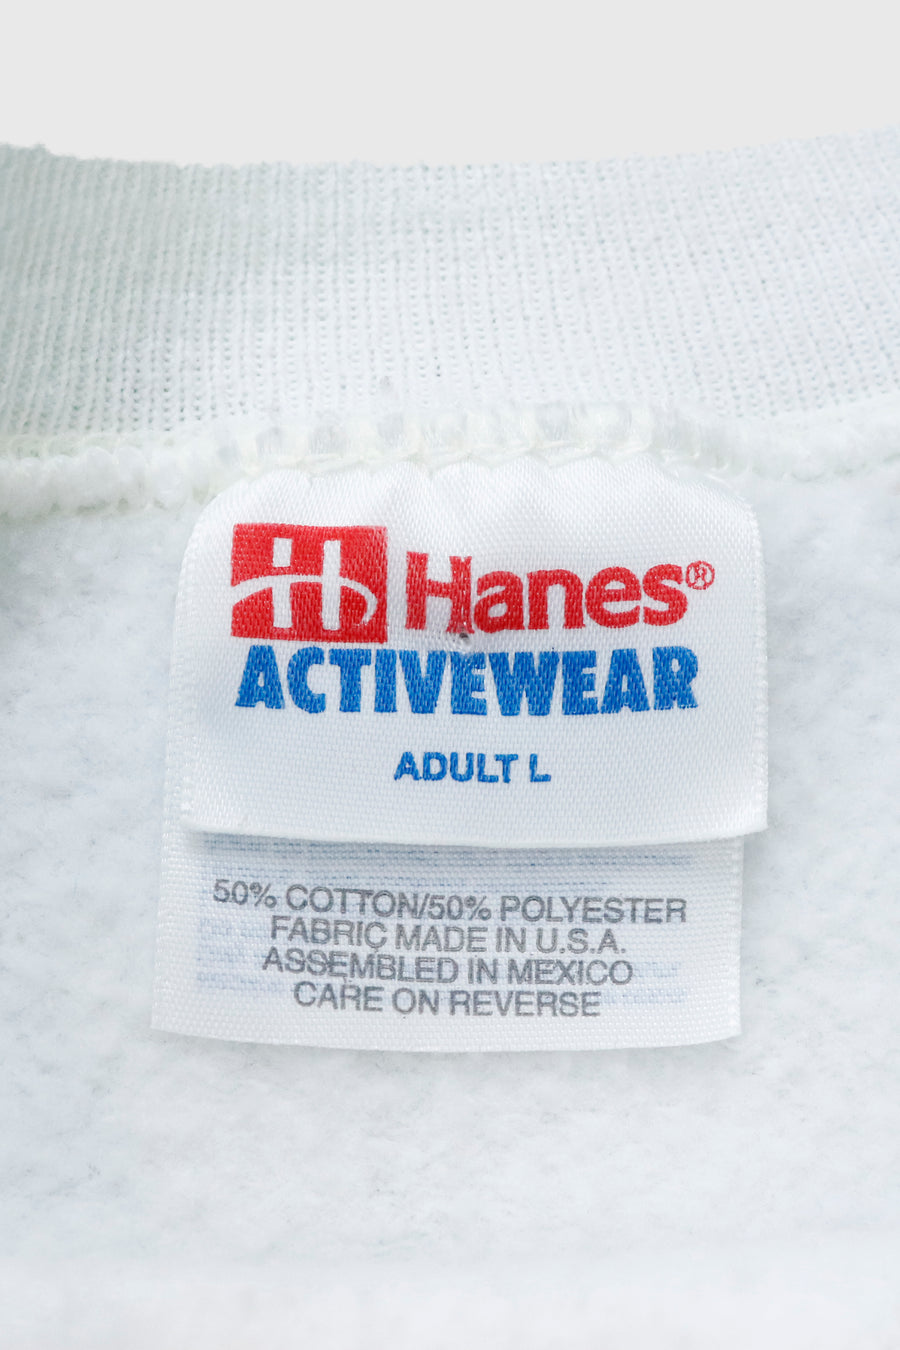 H Hanes®
ACTIVEWEAR
ADULT L
50% COTTON/50% POLYESTER
FABRIC MADE IN U.S.A.
ASSEMBLED IN MEXICO
CARE ON REVERSE